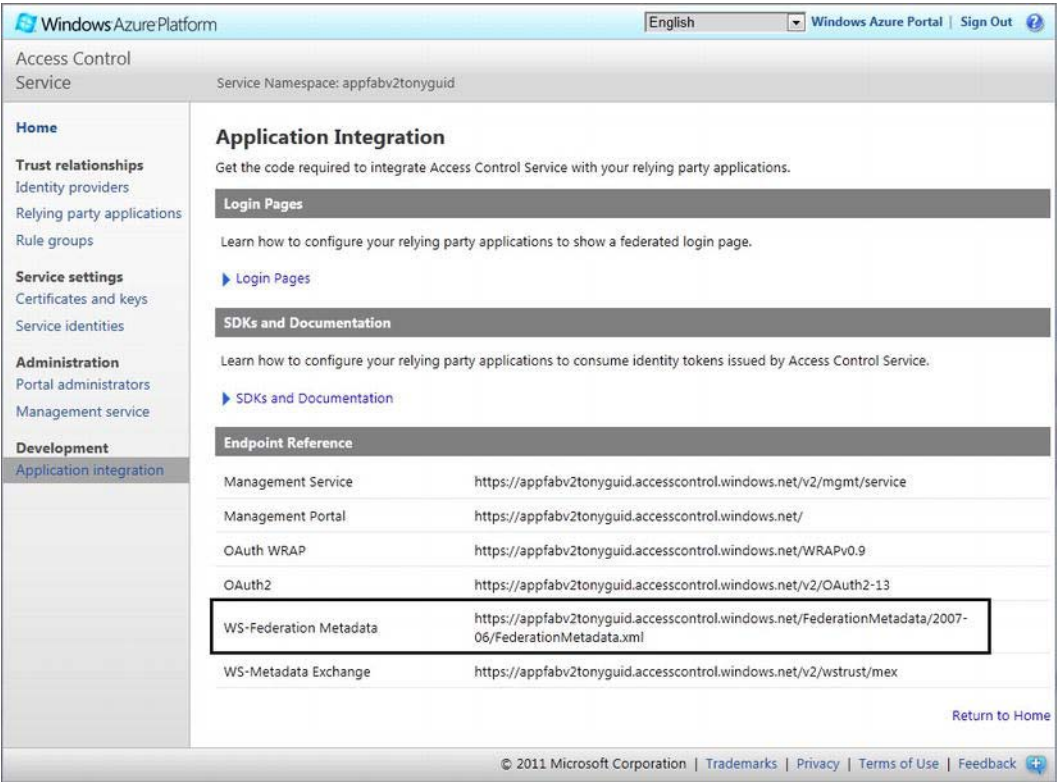 Windows Azure Platform
English
Windows Azure Portal | Sign Out
Access Control
Service
Service Namespace: appfabv2tonyguid
Home
Trust relationships
Identity providers
Relying party applications
Rule groups
Service settings
Certificates and keys
Service identities
Administration
Portal administrators
Management service
Development
Application integration
Application Integration
Get the code required to integrate Access Control Service with your relying party applications.
Login Pages
Learn how to configure your relying party applications to show a federated login page.
Login Pages
SDKs and Documentation
Learn how to configure your relying party applications to consume identity tokens issued by Access Control Service.
SDKs and Documentation
Endpoint Reference
Management Service https://appfabv2tonyguid.accesscontrol.windows.net/v2/mgmt/service
Management Portal https://appfabv2tonyguid.accesscontrol.windows.net/
OAuth WRAP https://appfabv2tonyguid.accesscontrol.windows.net/WRAPv0.9
OAuth2 https://appfabv2tonyguid.accesscontrol.windows.net/v2/OAuth2-13
WS-Federation Metadata https://appfabv2tonyguid.accesscontrol.windows.net/FederationMetadata/2007-
06/FederationMetadata.xml
WS-Metadata Exchange https://appfabv2tonyguid.accesscontrol.windows.net/v2/wstrust/mex
Return to Home
© 2011 Microsoft Corporation | Trademarks | Privacy | Terms of Use | Feedback